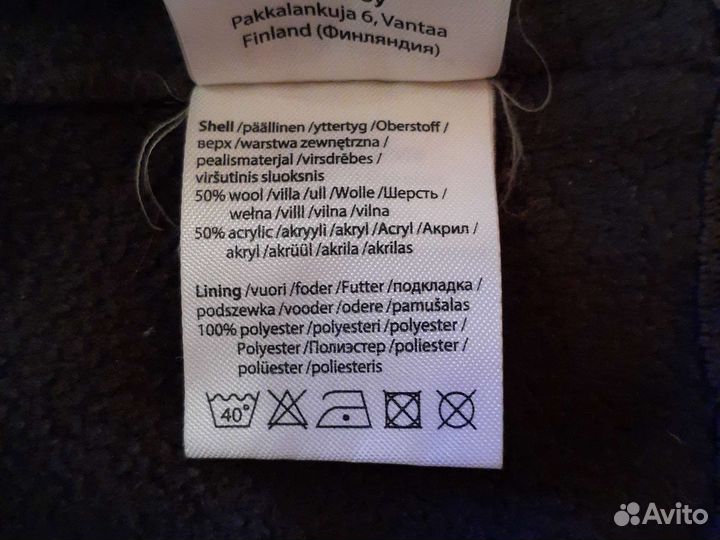 Pakkalankuja 6, Vantaa
Finland (Финляндия)
Shell /päällinen /yttertyg /Oberstoff /
верх /warstwa zewnętrzna /
pealismaterjal /virsdrēbes /
viršutinis sluoksnis
50% wool /villa /ull /Wolle /Шерсть /
wełna /villl /vilna /vilna
50% acrylic /akryyli /akryl /Acryl /Акрил /
akryl /akrüül /akrila /akrilas
Lining /vuori /foder /Futter /подкладка /
podszewka /vooder /odere /pamušalas
100% polyester /polyesteri /polyester /
Polyester /Полиэстер /poliester /
polüester /poliesteris
40°
Avito